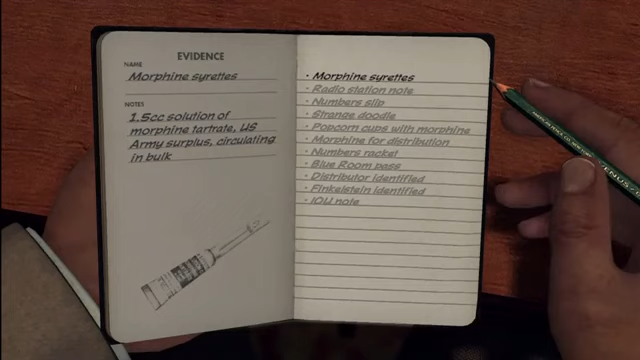 EVIDENCE
NAME
Morphine syrettes
NOTES
1.5cc solution of
morphine tartrate, US
Army surplus, circulating
in bulk
• Morphine syrettes
• Radio station note
• Numbers slip
• Strange doodle
• Popcorn cups with morphine
• Morphine for distribution
• Numbers racket
• Blue Room pass
• Distributor identified
• Finkelstein identified
• IOU note
VENUS